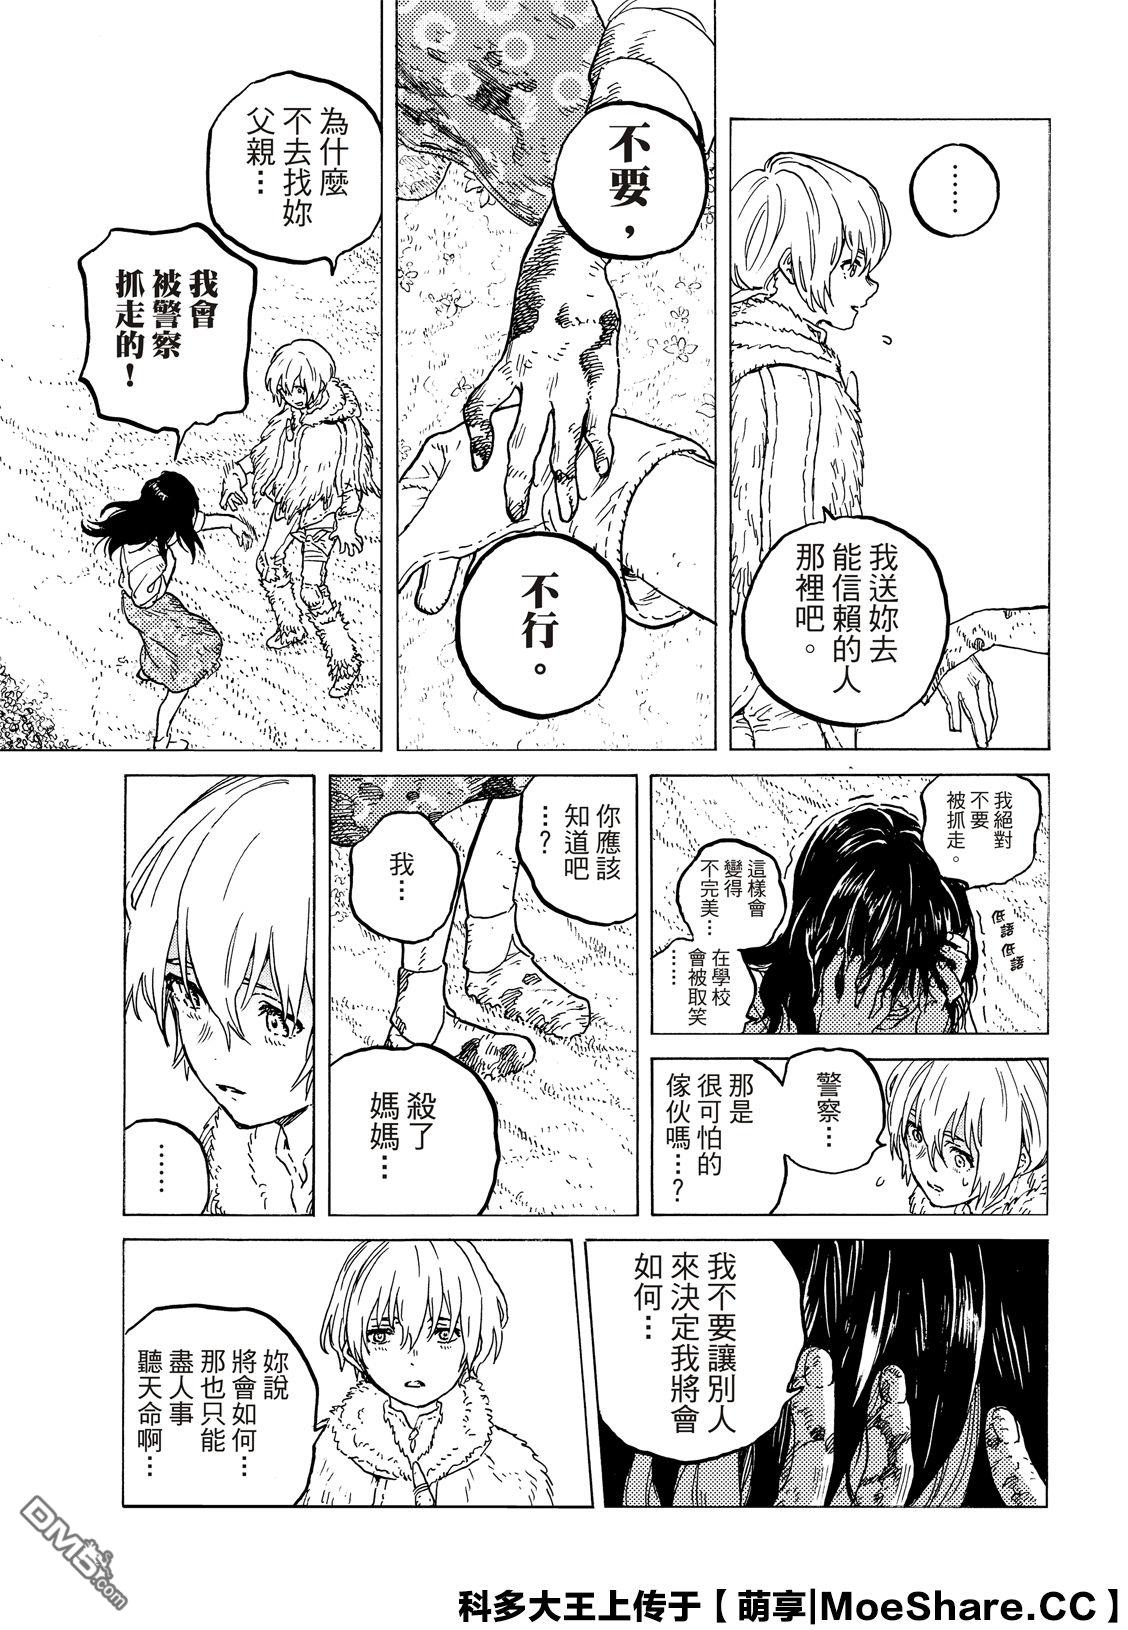 ……
我送妳去
能信賴的人
那裡吧。
不要，
不行。
為什麼
不去找妳
父親…
我會
被警察
抓走的！
我絕對
不要
被抓走。
低語低語
這樣會
變得
不完美…
在學校
會被取笑
……
警察…
那是
很可怕的
傢伙嗎…？
你應該
知道吧
…？
我…
殺了
媽媽…
……
我不要讓別人
來決定我將會
如何…
妳說
將會如何…
那也只能
盡人事
聽天命啊…
DM5.com
科多大王上传于【萌享|MoeShare.CC】